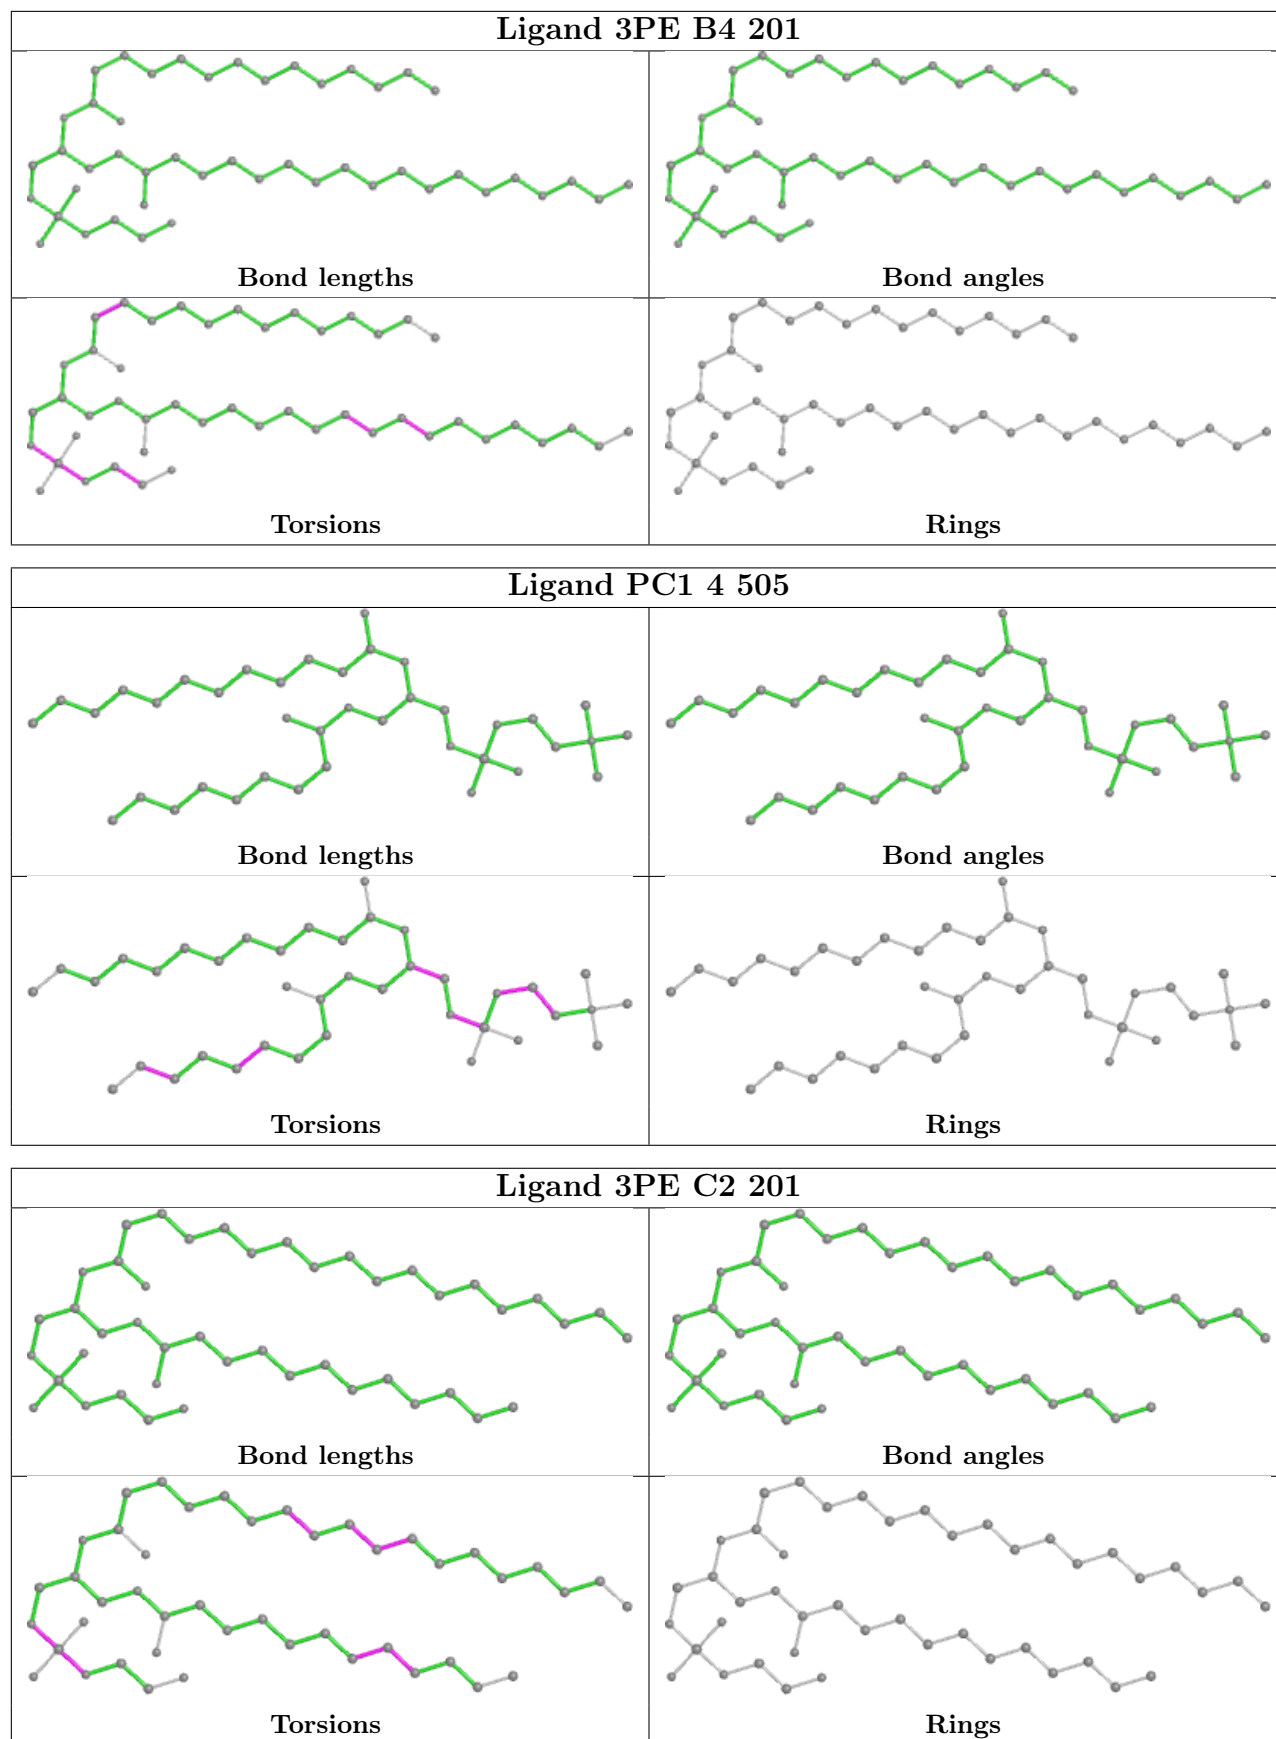 Ligand 3PE B4 201
Bond lengths
Bond angles
Torsions
Rings
Ligand PC1 4 505
Bond lengths
Bond angles
Torsions
Rings
Ligand 3PE C2 201
Bond lengths
Bond angles
Torsions
Rings